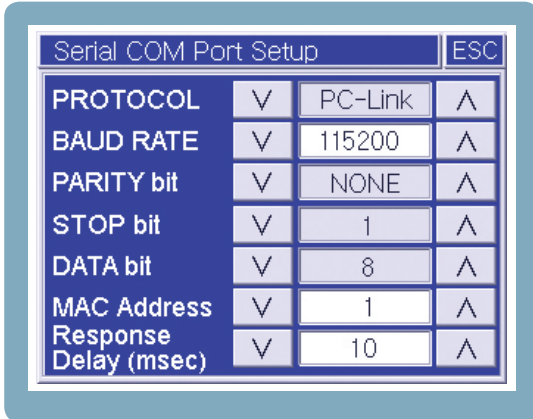 Serial COM Port Setup ESC
PROTOCOL V PC-Link Λ
BAUD RATE V 115200 Λ
PARITY bit V NONE Λ
STOP bit V 1 Λ
DATA bit V 8 Λ
MAC Address V 1 Λ
Response
Delay (msec) V 10 Λ